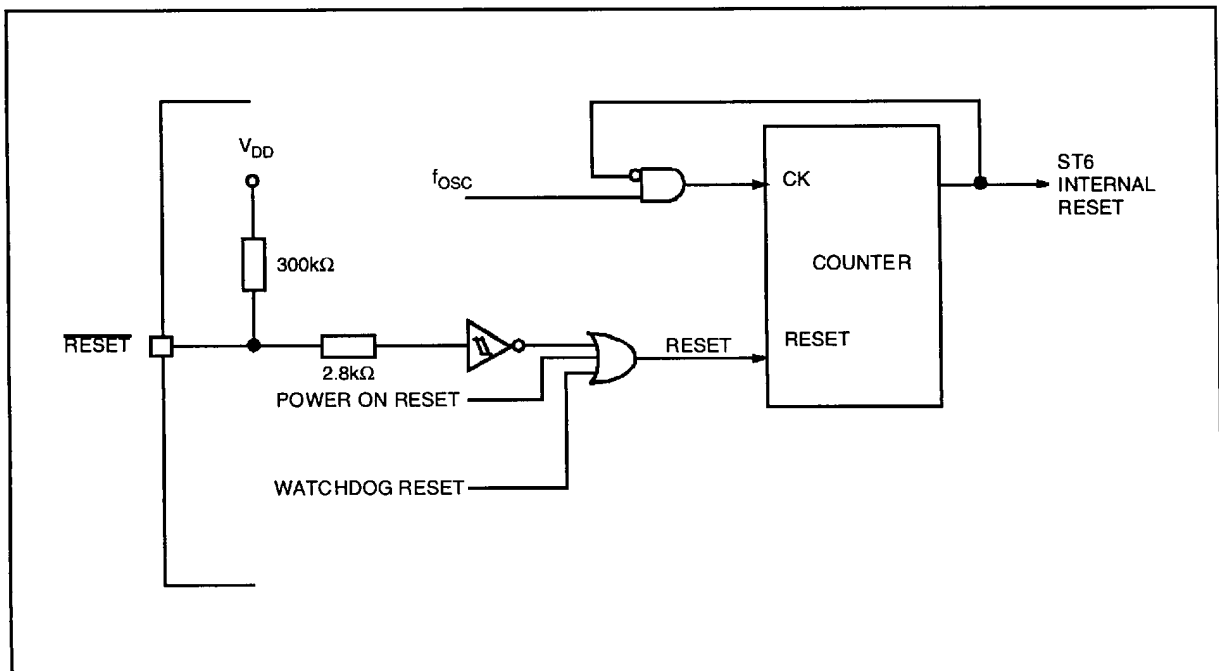 V_DD
300kΩ
RESET
2.8kΩ
POWER ON RESET
WATCHDOG RESET
f_OSC
RESET
CK
COUNTER
RESET
ST6
INTERNAL
RESET